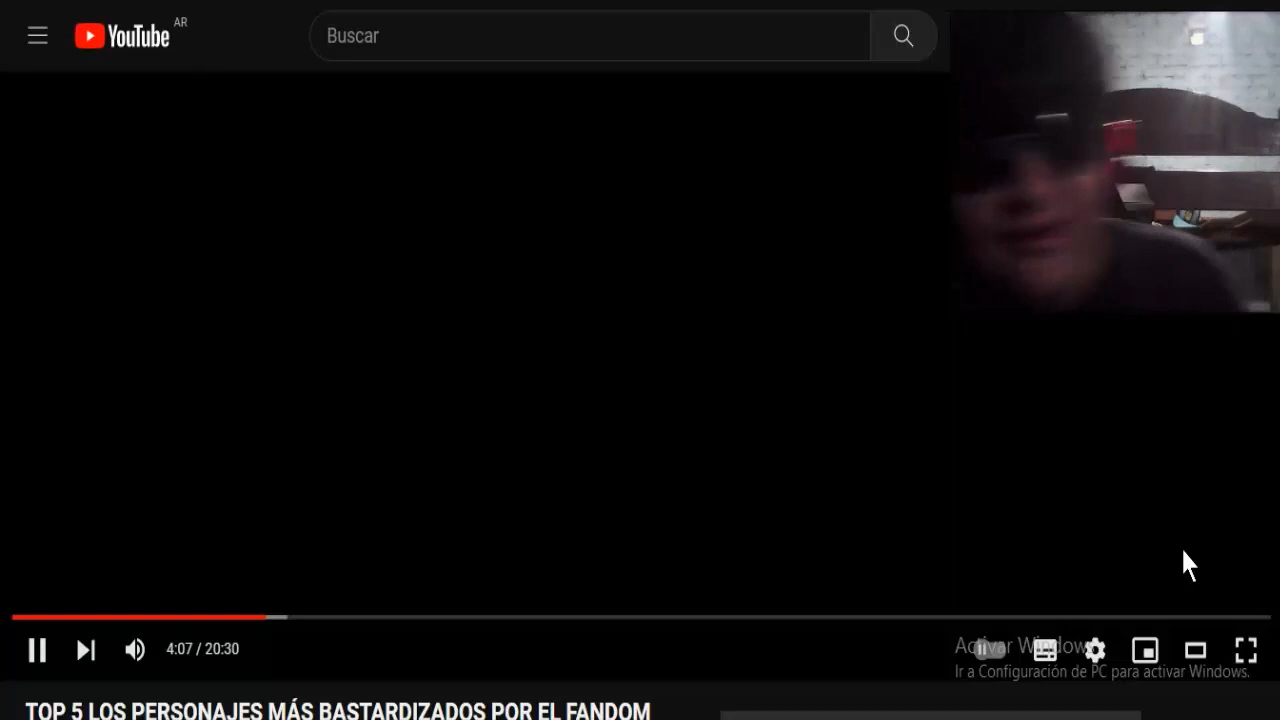 YouTube AR
Buscar
4:07 / 20:30
Activar Windows
Ir a Configuración de PC para activar Windows.
TOP 5 LOS PERSONAJES MÁS BASTARDIZADOS POR EL FANDOM